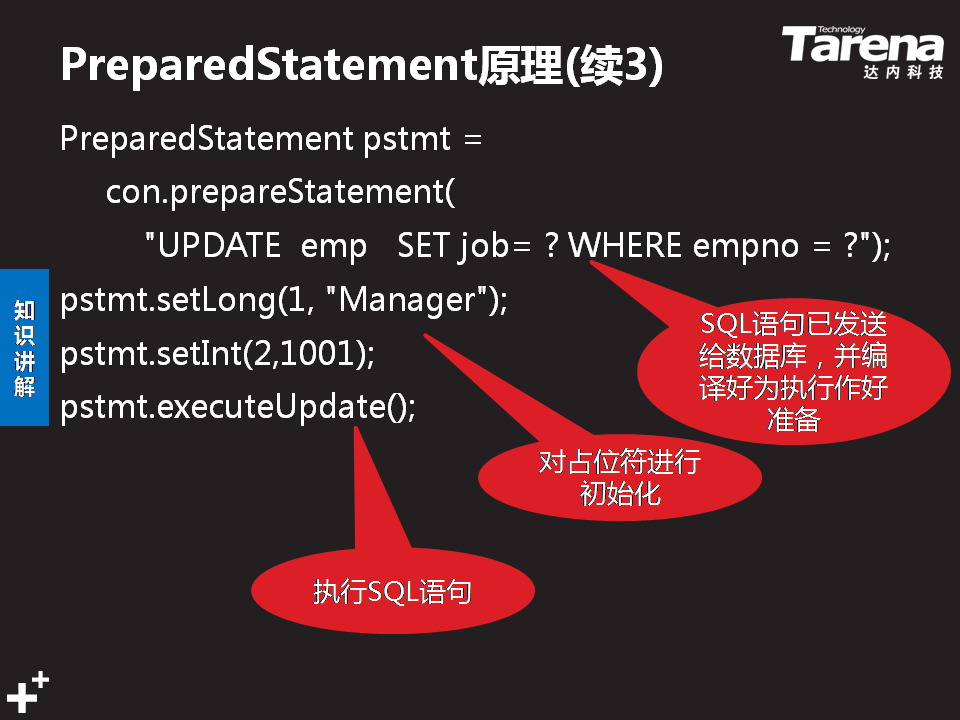 Technology
Tarena
达内科技
PreparedStatement原理(续3)
PreparedStatement pstmt =
con.prepareStatement(
"UPDATE  emp   SET job= ? WHERE empno = ?");
pstmt.setLong(1, "Manager");
pstmt.setInt(2,1001);
pstmt.executeUpdate();
知
识
讲
解
SQL语句已发送
给数据库，并编
译好为执行作好
准备
对占位符进行
初始化
执行SQL语句